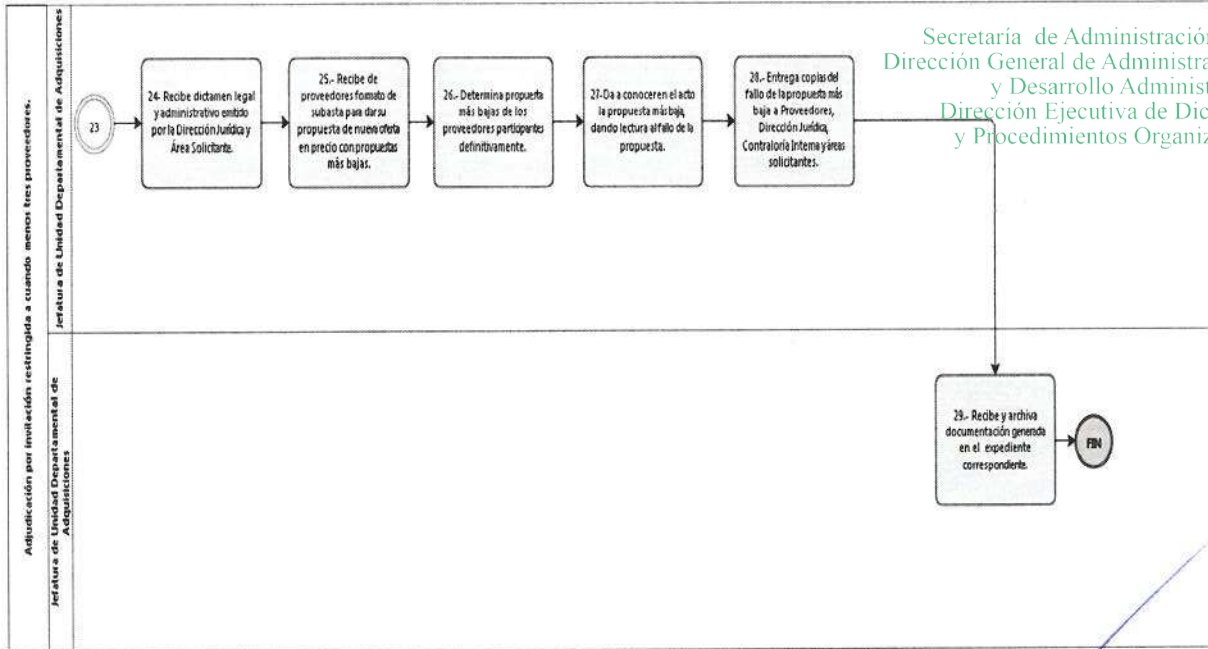 Adjudicación por invitación restringida a cuando menos tres proveedores.
Jefatura de Unidad Departamental de Adquisiciones
Secretaría de Administración
Dirección General de Administra
y Desarrollo Administ
Dirección Ejecutiva de Dic
y Procedimientos Organiz
23
24- Recibe dictamen legal
y administrativo emitido
por la Dirección Jurídica y
Área Solicitante.
25.- Recibe de
proveedores formato de
subasta para dar su
propuesta de nuevo oferta
en precio con propuestas
más bajas.
26.- Determina propuerta
más bajas de los
proveedores participantes
definitivamente.
27-Da a conocer en el acto
la propuesta más baja,
dando lectura al fallo de la
propuesta.
28.- Entrega copias del
fallo de la propuesta más
baja a Proveedores,
Dirección Jurídica,
Contraloría Interna y áreas
solicitantes.
Jefatura de Unidad Departamental de
Adquisiciones
29.- Recibe y archiva
documentación generada
en el expediente
correspondiente.
FIN